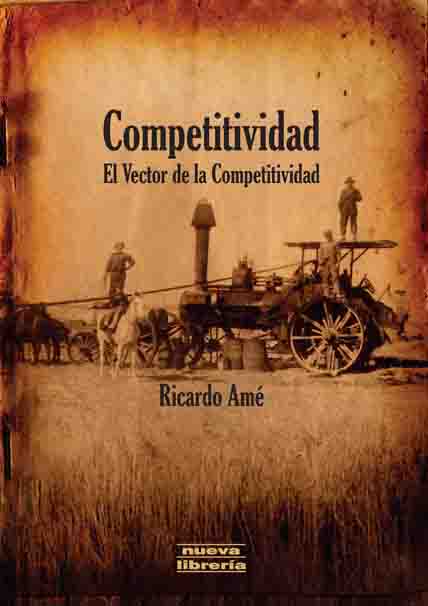 Competitividad
El Vector de la Competitividad
Ricardo Amé
nueva
librería